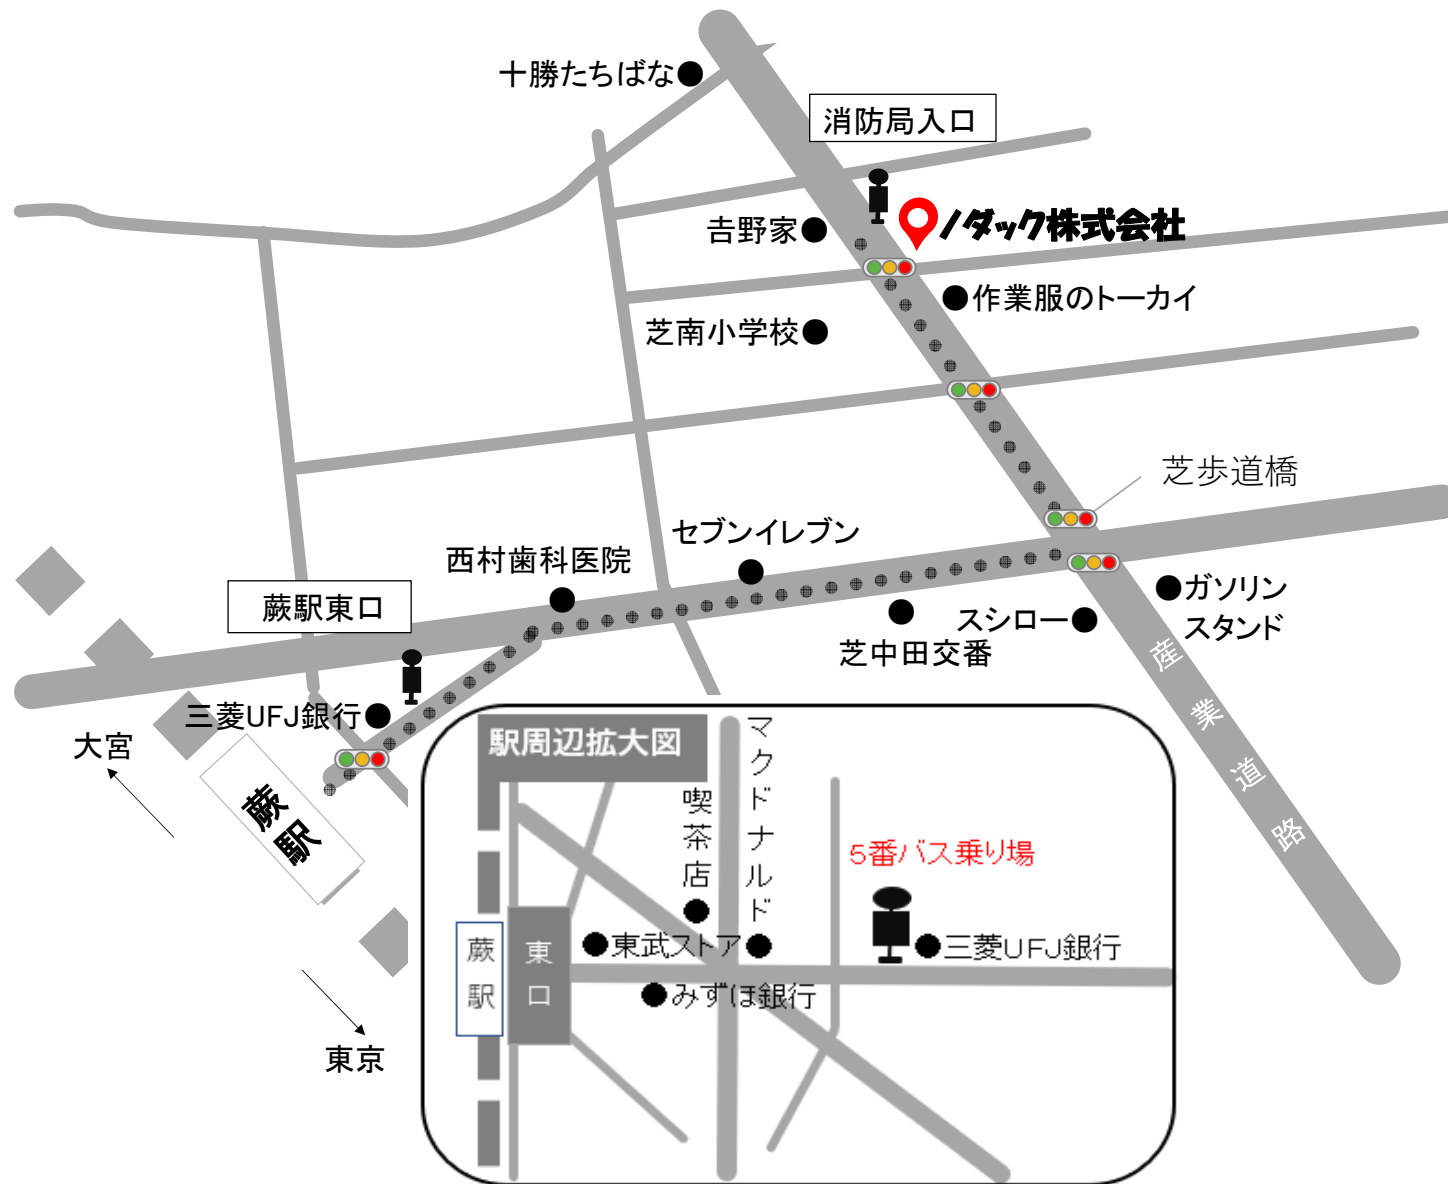 十勝たちばな
消防局入口
吉野家
ノダック株式会社
作業服のトーカイ
芝南小学校
芝歩道橋
セブンイレブン
西村歯科医院
蕨駅東口
ガソリン
スタンド
スシロー
芝中田交番
産業道路
三菱UFJ銀行
大宮
蕨駅
東京
駅周辺拡大図
マクドナルド
喫茶店
5番バス乗り場
東武ストア
三菱UFJ銀行
蕨駅
東口
みずほ銀行